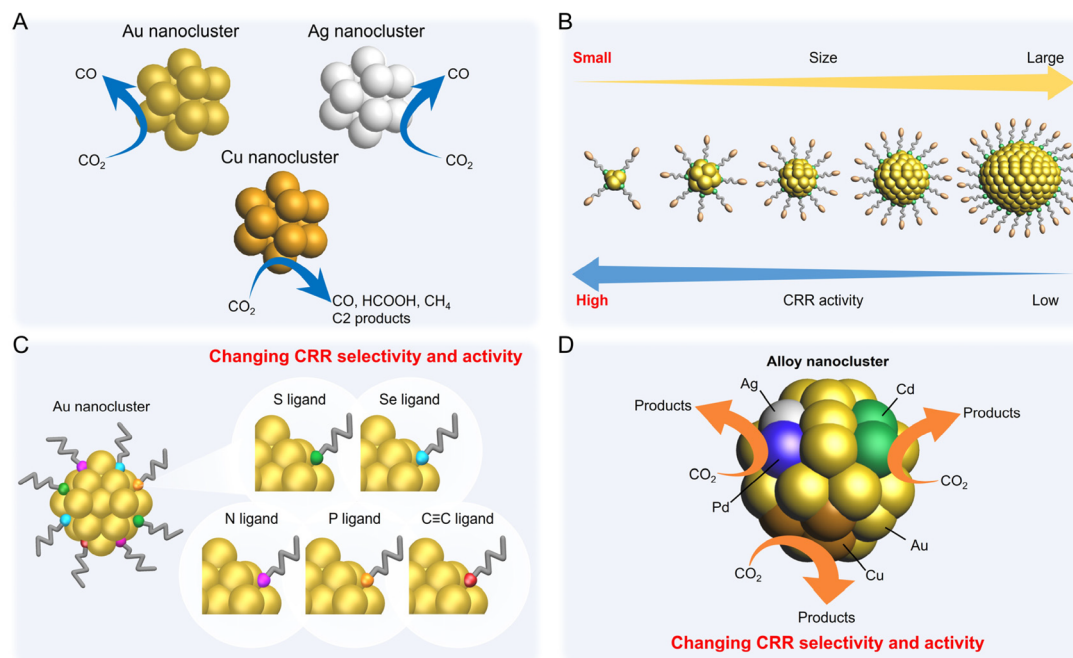 A
Au nanocluster
Ag nanocluster
CO
CO
CO₂
CO₂
Cu nanocluster
CO₂
CO, HCOOH, CH₄
C2 products
B
Small
Size
Large
High
CRR activity
Low
C
Changing CRR selectivity and activity
Au nanocluster
S ligand
Se ligand
N ligand
P ligand
C≡C ligand
D
Alloy nanocluster
Ag
Cd
Products
Products
CO₂
CO₂
Pd
Au
CO₂
Cu
Products
Changing CRR selectivity and activity